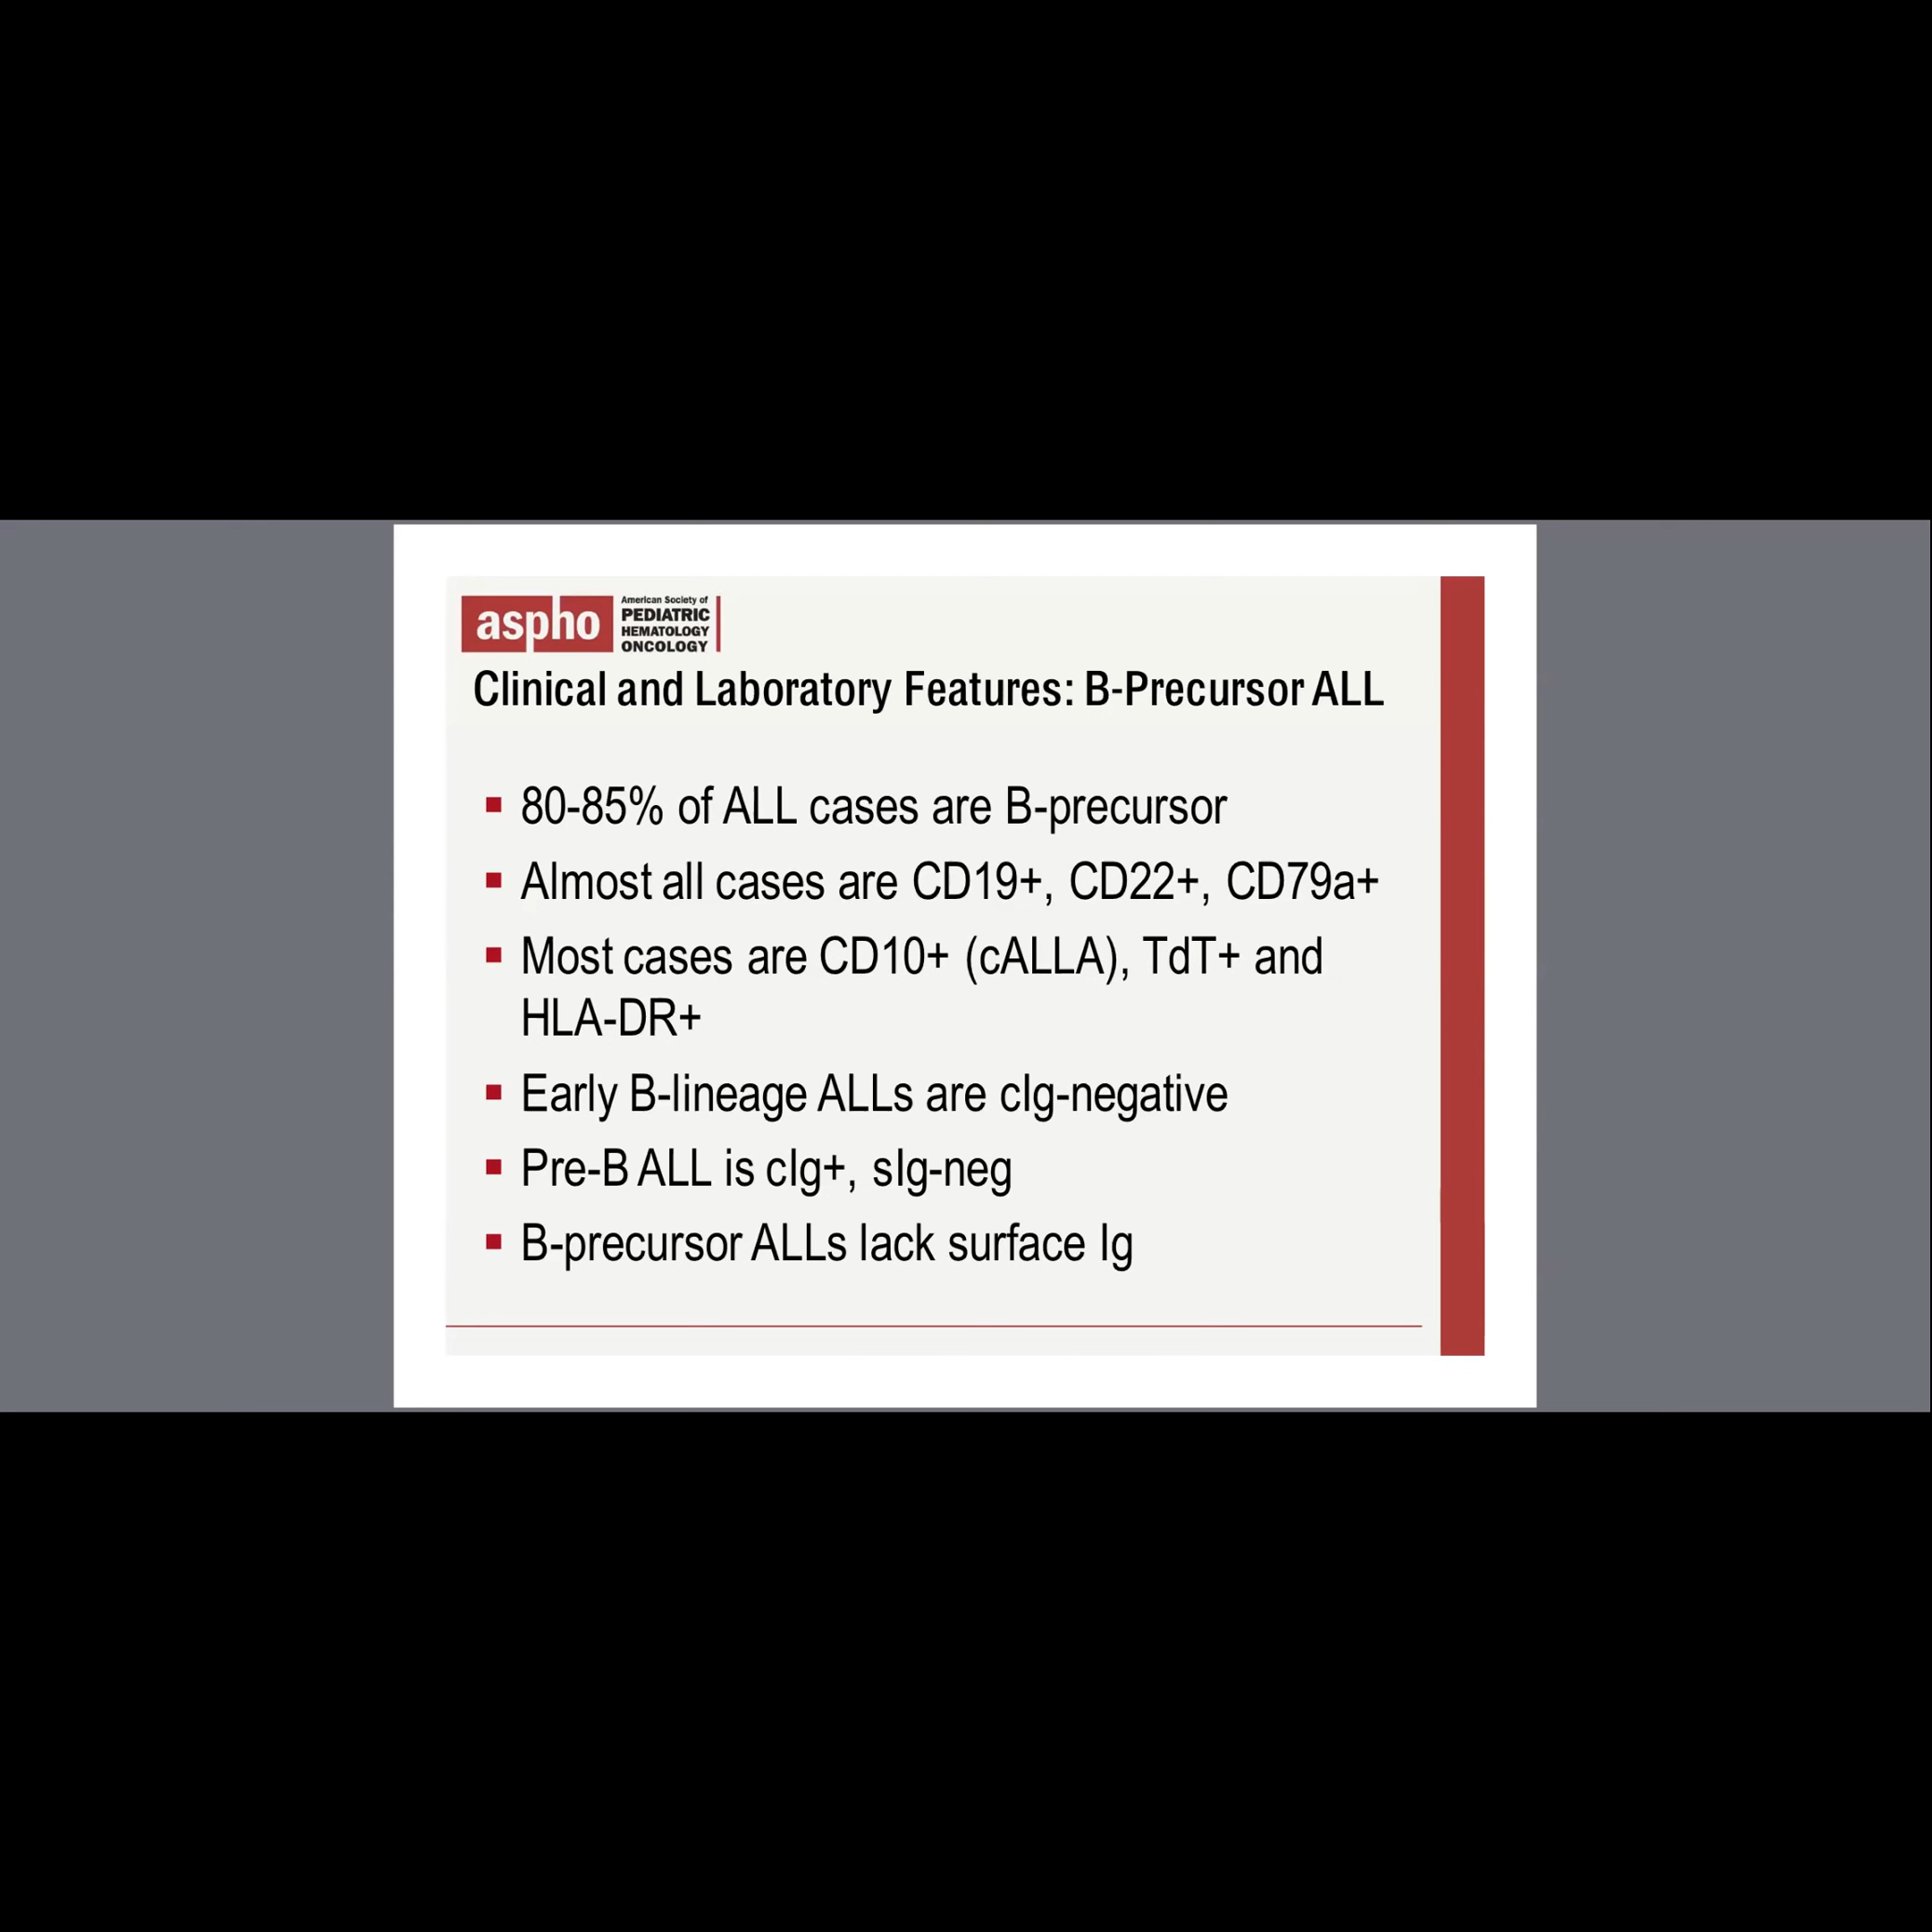 aspho
American Society of
PEDIATRIC
HEMATOLOGY
ONCOLOGY
Clinical and Laboratory Features: B-Precursor ALL
80-85% of ALL cases are B-precursor
Almost all cases are CD19+, CD22+, CD79a+
Most cases are CD10+ (cALLA), TdT+ and
HLA-DR+
Early B-lineage ALLs are cIg-negative
Pre-B ALL is cIg+, sIg-neg
B-precursor ALLs lack surface Ig